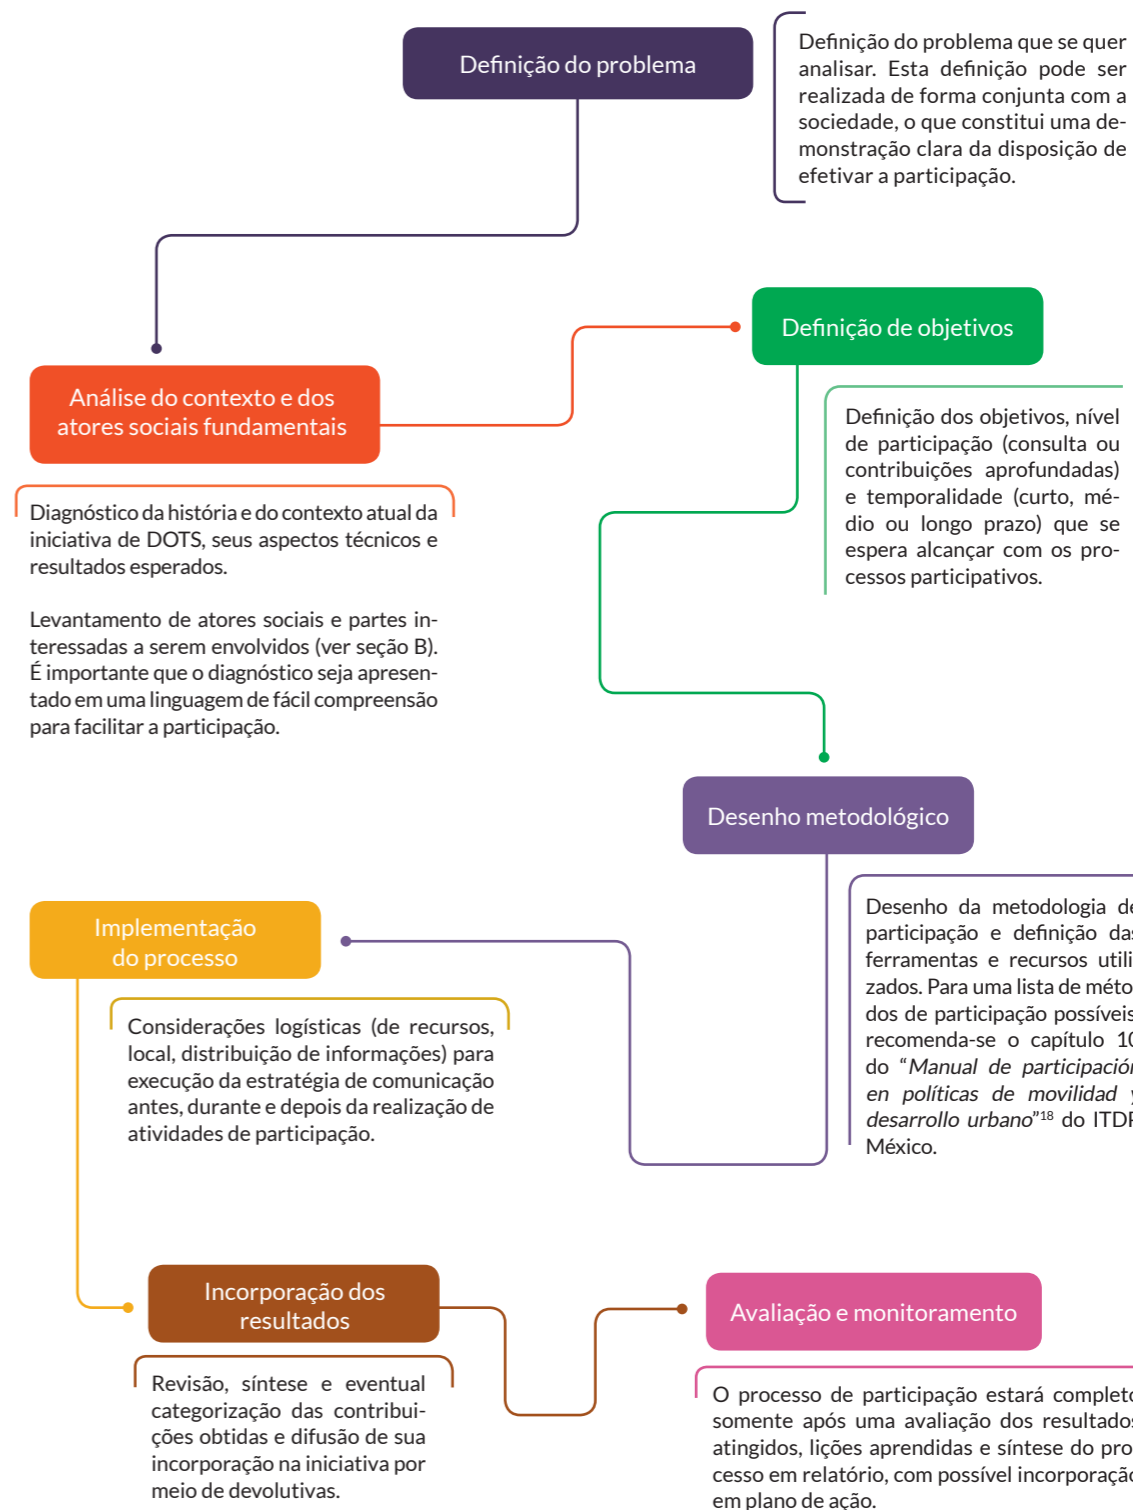 Definição do problema
Definição do problema que se quer
analisar. Esta definição pode ser
realizada de forma conjunta com a
sociedade, o que constitui uma de-
monstração clara da disposição de
efetivar a participação.
Análise do contexto e dos
atores sociais fundamentais
Diagnóstico da história e do contexto atual da
iniciativa de DOTS, seus aspectos técnicos e
resultados esperados.
Levantamento de atores sociais e partes in-
teressadas a serem envolvidos (ver seção B).
É importante que o diagnóstico seja apresen-
tado em uma linguagem de fácil compreensão
para facilitar a participação.
Definição de objetivos
Definição dos objetivos, nível
de participação (consulta ou
contribuições aprofundadas)
e temporalidade (curto, mé-
dio ou longo prazo) que se
espera alcançar com os pro-
cessos participativos.
Desenho metodológico
Desenho da metodologia de
participação e definição das
ferramentas e recursos utili
zados. Para uma lista de méto
dos de participação possíveis
recomenda-se o capítulo 10
do “Manual de participación
en políticas de movilidad y
desarrollo urbano”18 do ITDP
México.
Implementação
do processo
Considerações logísticas (de recursos,
local, distribuição de informações) para
execução da estratégia de comunicação
antes, durante e depois da realização de
atividades de participação.
Incorporação dos
resultados
Revisão, síntese e eventual
categorização das contribui-
ções obtidas e difusão de sua
incorporação na iniciativa por
meio de devolutivas.
Avaliação e monitoramento
O processo de participação estará completo
somente após uma avaliação dos resultados
atingidos, lições aprendidas e síntese do pro
cesso em relatório, com possível incorporação
em plano de ação.